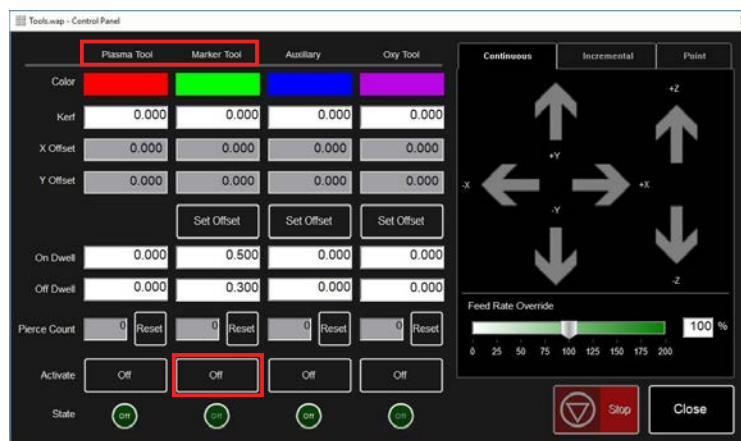 Tools.wap - Control Panel
Plasma Tool Marker Tool Auxiliary Oxy Tool
Color
Kerf 0.000 0.000 0.000 0.000
X Offset 0.000 0.000 0.000 0.000
Y Offset 0.000 0.000 0.000 0.000
Set Offset Set Offset Set Offset
On Dwell 0.000 0.500 0.000 0.000
Off Dwell 0.000 0.300 0.000 0.000
Pierce Count 0 Reset 0 Reset 0 Reset 0 Reset
Activate Off Off Off Off
State Off Off Off Off
Continuous Incremental Point
+Z
+Y
-X +X
-Y
-Z
Feed Rate Override
100 %
0 25 50 75 100 125 150 175 200
Stop Close